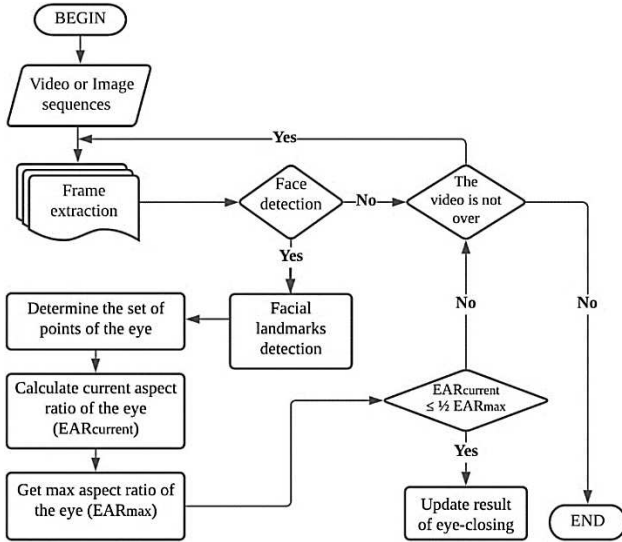 BEGIN
Video or Image
sequences
Yes
Frame
extraction
Face
detection
No
The
video is not
over
Yes
No
No
Determine the set of
points of the eye
Facial
landmarks
detection
Calculate current aspect
ratio of the eye
(EARcurrent)
EARcurrent
≤ ½ EARmax
Yes
Get max aspect ratio of
the eye (EARmax)
Update result
of eye-closing
END